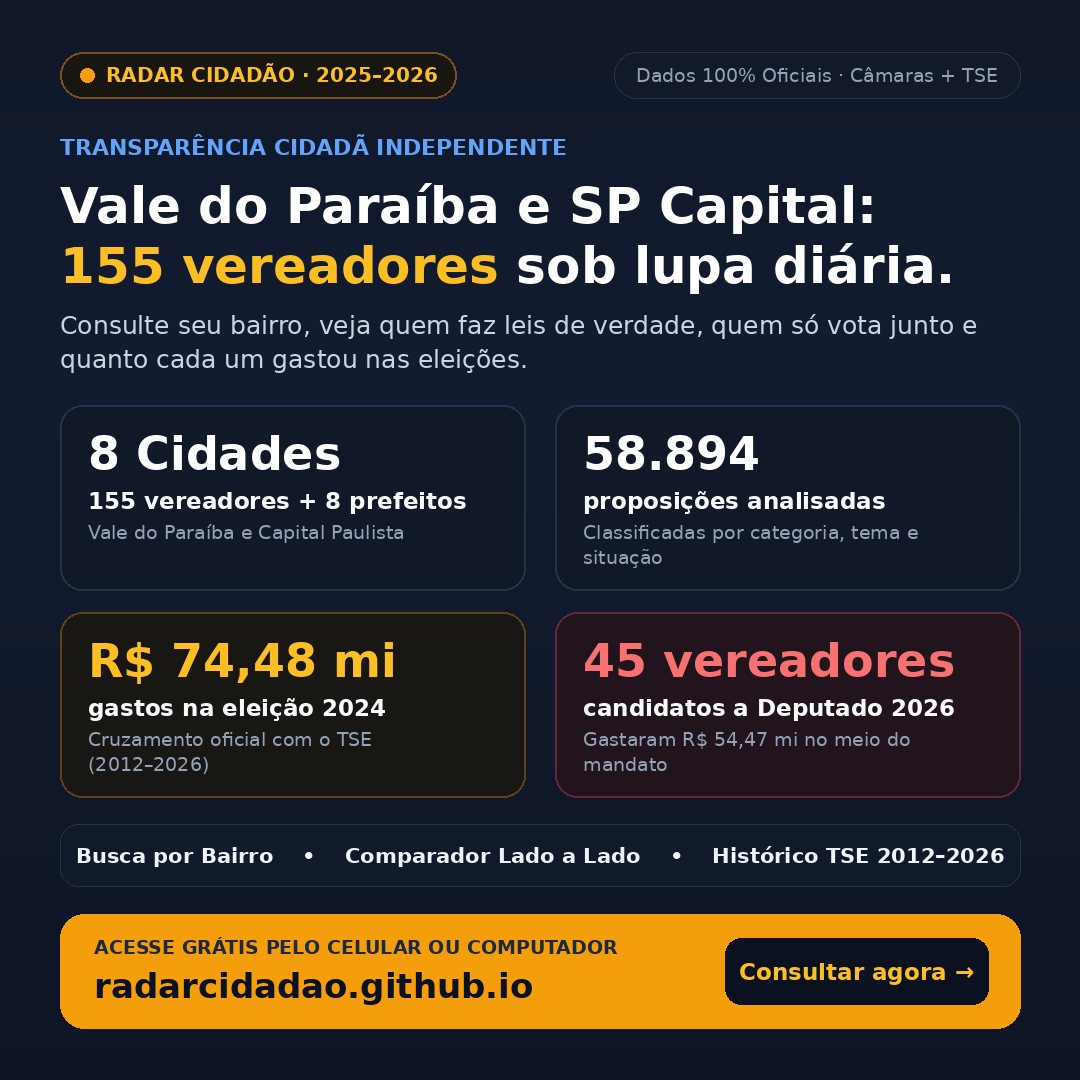 RADAR CIDADÃO · 2025–2026
Dados 100% Oficiais · Câmaras + TSE
TRANSPARÊNCIA CIDADÃ INDEPENDENTE
Vale do Paraíba e SP Capital:
155 vereadores sob lupa diária.
Consulte seu bairro, veja quem faz leis de verdade, quem só vota junto e
quanto cada um gastou nas eleições.
8 Cidades
155 vereadores + 8 prefeitos
Vale do Paraíba e Capital Paulista
58.894
proposições analisadas
Classificadas por categoria, tema e
situação
R$ 74,48 mi
gastos na eleição 2024
Cruzamento oficial com o TSE
(2012–2026)
45 vereadores
candidatos a Deputado 2026
Gastaram R$ 54,47 mi no meio do
mandato
Busca por Bairro • Comparador Lado a Lado • Histórico TSE 2012–2026
ACESSE GRÁTIS PELO CELULAR OU COMPUTADOR
radarcidadao.github.io
Consultar agora →